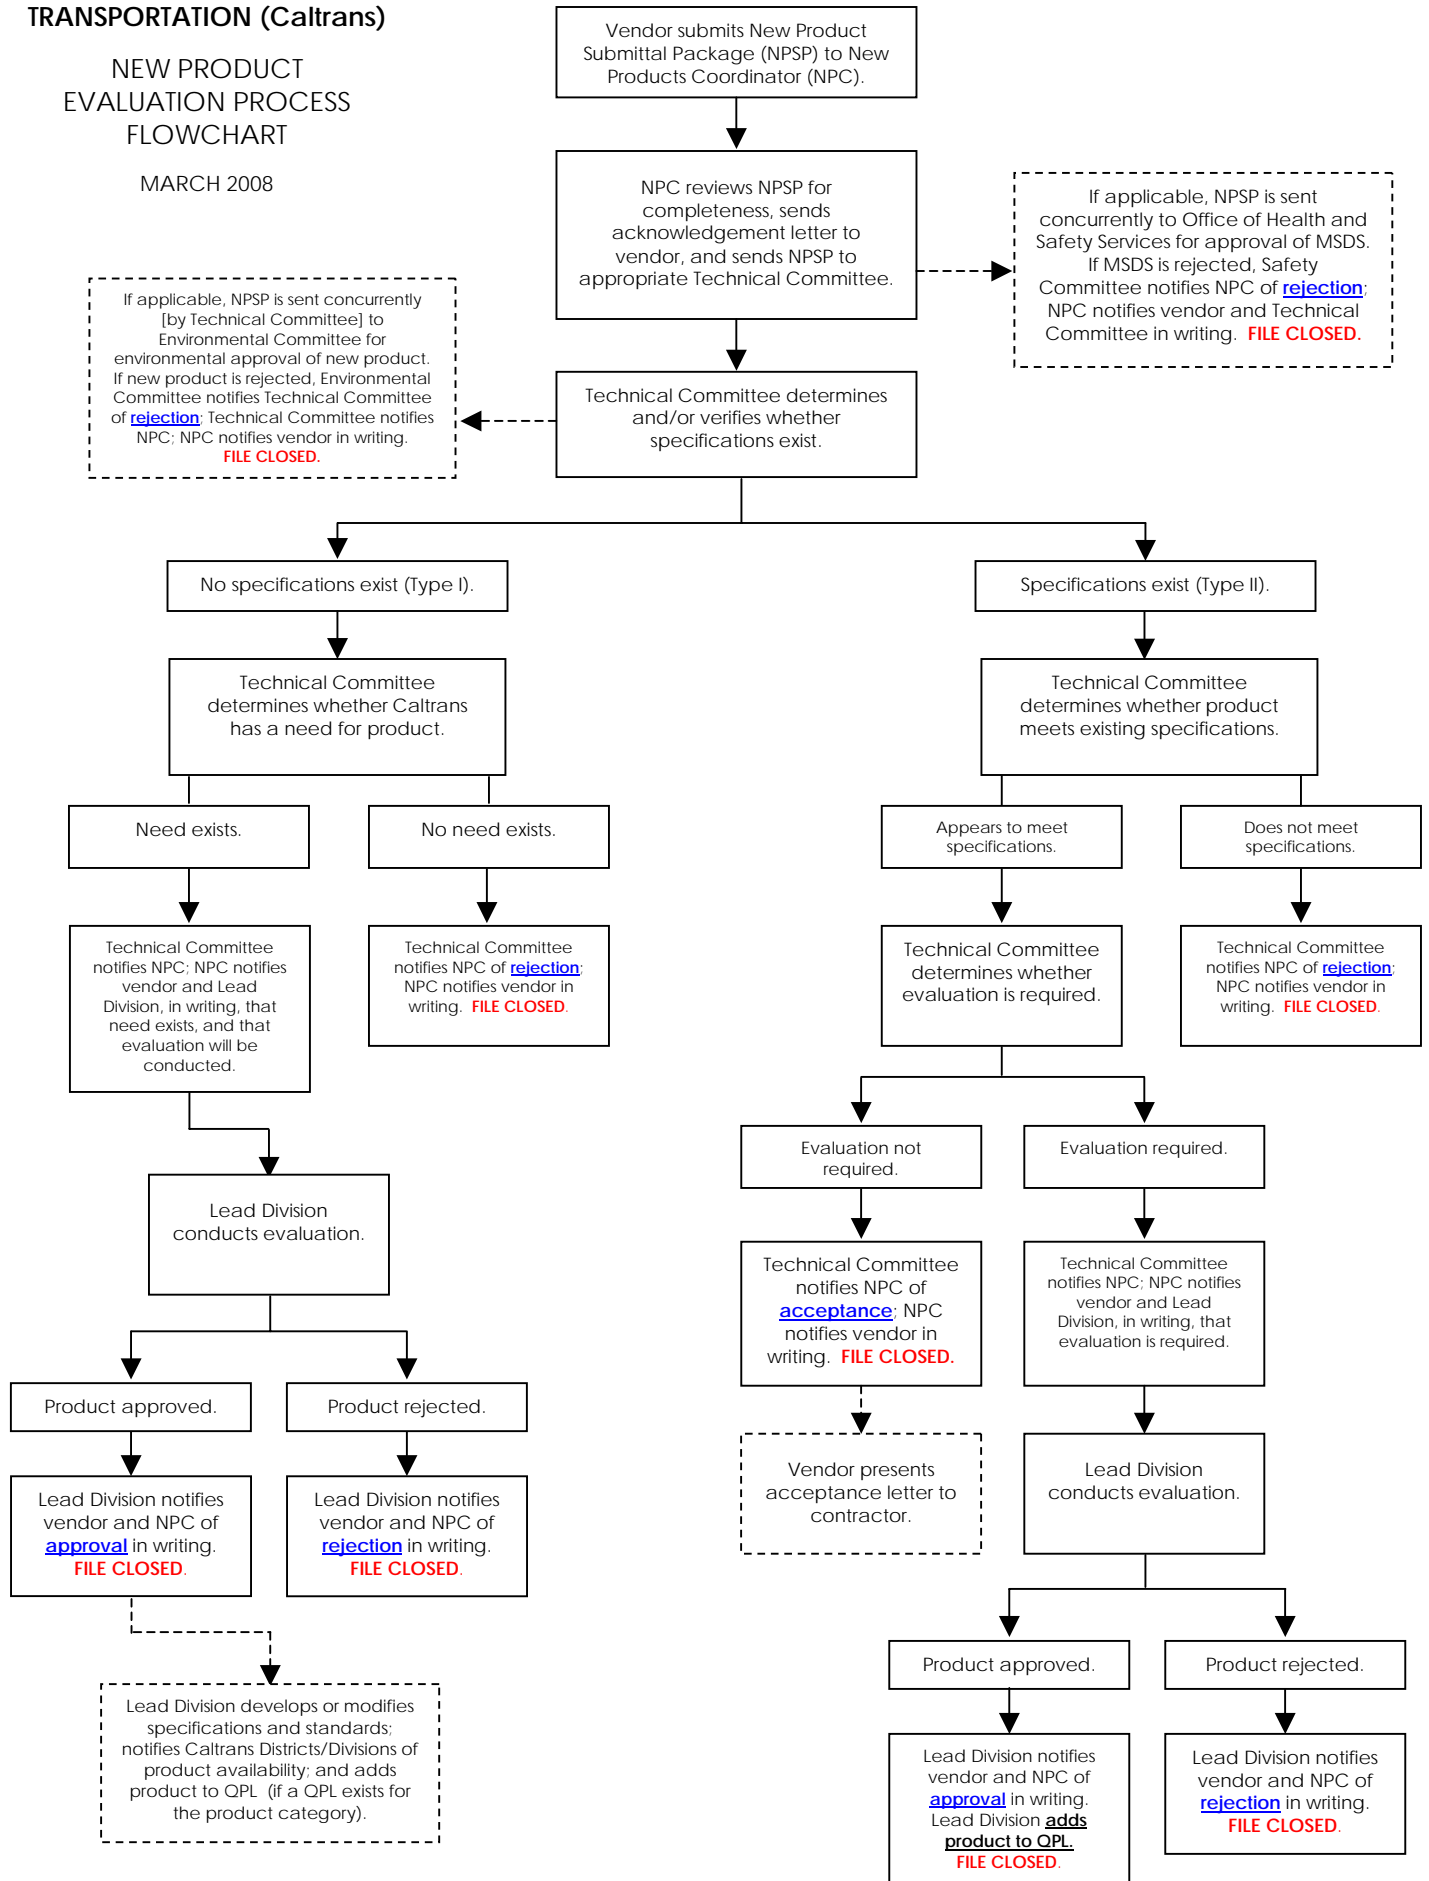 TRANSPORTATION (Caltrans)
NEW PRODUCT
EVALUATION PROCESS
FLOWCHART
MARCH 2008
Vendor submits New Product
Submittal Package (NPSP) to New
Products Coordinator (NPC).
NPC reviews NPSP for
completeness, sends
acknowledgement letter to
vendor, and sends NPSP to
appropriate Technical Committee.
If applicable, NPSP is sent
concurrently to Office of Health and
Safety Services for approval of MSDS.
If MSDS is rejected, Safety
Committee notifies NPC of rejection;
NPC notifies vendor and Technical
Committee in writing. FILE CLOSED.
If applicable, NPSP is sent concurrently
[by Technical Committee] to
Environmental Committee for
environmental approval of new product.
If new product is rejected, Environmental
Committee notifies Technical Committee
of rejection; Technical Committee notifies
NPC; NPC notifies vendor in writing.
FILE CLOSED.
Technical Committee determines
and/or verifies whether
specifications exist.
No specifications exist (Type I).
Specifications exist (Type II).
Technical Committee
determines whether Caltrans
has a need for product.
Technical Committee
determines whether product
meets existing specifications.
Need exists.
No need exists.
Appears to meet
specifications.
Does not meet
specifications.
Technical Committee
notifies NPC; NPC notifies
vendor and Lead
Division, in writing, that
need exists, and that
evaluation will be
conducted.
Technical Committee
notifies NPC of rejection;
NPC notifies vendor in
writing. FILE CLOSED.
Technical Committee
determines whether
evaluation is required.
Technical Committee
notifies NPC of rejection;
NPC notifies vendor in
writing. FILE CLOSED.
Evaluation not
required.
Evaluation required.
Lead Division
conducts evaluation.
Technical Committee
notifies NPC of
acceptance; NPC
notifies vendor in
writing. FILE CLOSED.
Technical Committee
notifies NPC; NPC notifies
vendor and Lead
Division, in writing, that
evaluation is required.
Product approved.
Product rejected.
Vendor presents
acceptance letter to
contractor.
Lead Division
conducts evaluation.
Lead Division notifies
vendor and NPC of
approval in writing.
FILE CLOSED.
Lead Division notifies
vendor and NPC of
rejection in writing.
FILE CLOSED.
Product approved.
Product rejected.
Lead Division develops or modifies
specifications and standards;
notifies Caltrans Districts/Divisions of
product availability; and adds
product to QPL (if a QPL exists for
the product category).
Lead Division notifies
vendor and NPC of
approval in writing.
Lead Division adds
product to QPL.
FILE CLOSED.
Lead Division notifies
vendor and NPC of
rejection in writing.
FILE CLOSED.